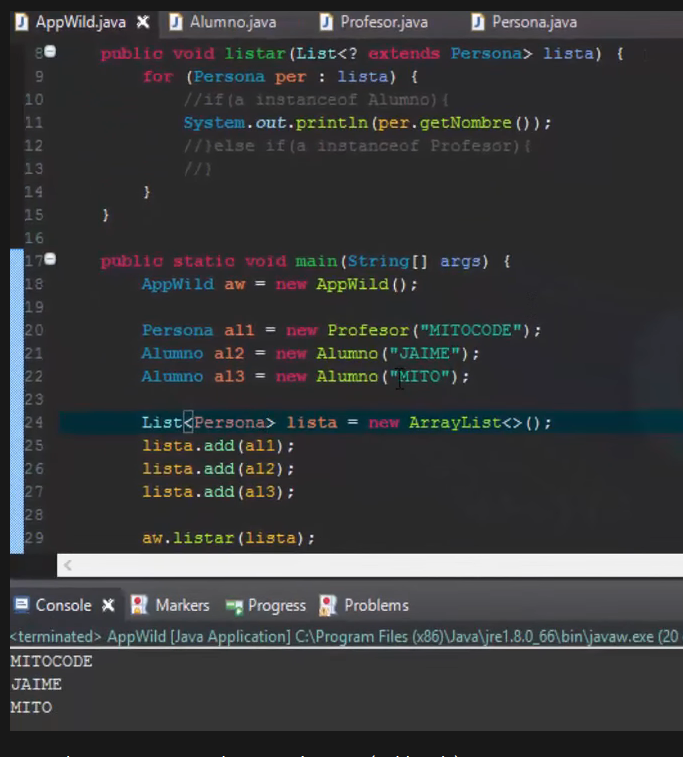 AppWild.java Alumno.java Profesor.java Persona.java
8 public void listar(List<? extends Persona> lista) {
9 for (Persona per : lista) {
10 //if(a instanceof Alumno){
11 System.out.println(per.getNombre());
12 //}else if(a instanceof Profesor){
13 //}
14 }
15 }
16
17 public static void main(String[] args) {
18 AppWild aw = new AppWild();
19
20 Persona al1 = new Profesor("MITOCODE");
21 Alumno al2 = new Alumno("JAIME");
22 Alumno al3 = new Alumno("MITO");
23
24 List<Persona> lista = new ArrayList<>();
25 lista.add(al1);
26 lista.add(al2);
27 lista.add(al3);
28
29 aw.listar(lista);
Console Markers Progress Problems
<terminated> AppWild [Java Application] C:\Program Files (x86)\Java\jre1.8.0_66\bin\javaw.exe (20
MITOCODE
JAIME
MITO